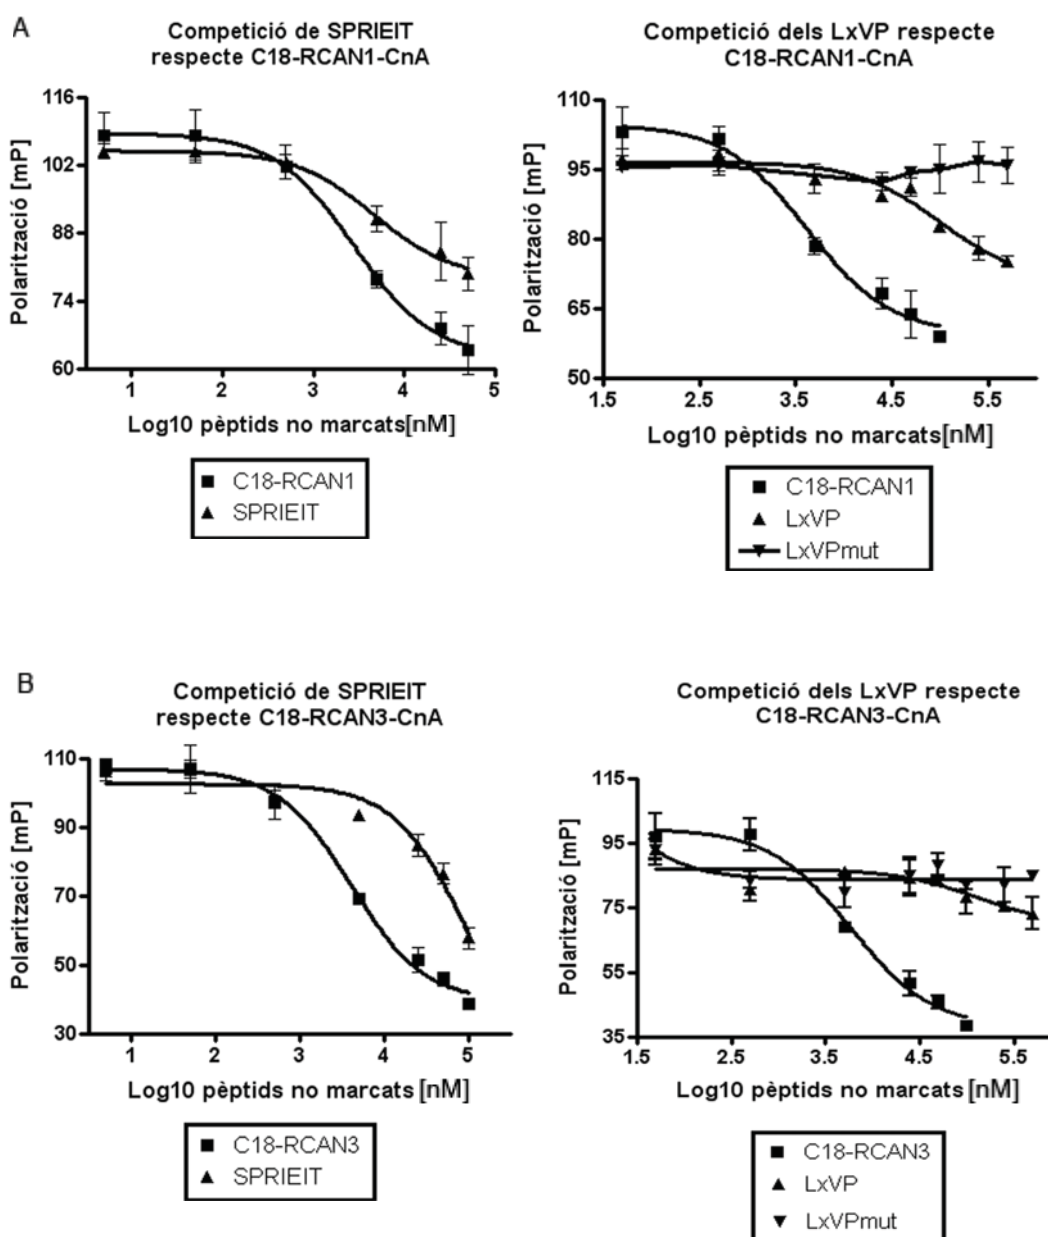 A
Competició de SPRIEIT
respecte C18-RCAN1-CnA
Polarització [mP]
116
102
88
74
60
1
2
3
4
5
Log10 pèptids no marcats[nM]
C18-RCAN1
SPRIEIT
Competició dels LxVP respecte
C18-RCAN1-CnA
Polarització [mP]
110
95
80
65
50
1.5
2.5
3.5
4.5
5.5
Log10 pèptids no marcats[nM]
C18-RCAN1
LxVP
LxVPmut
B
Competició de SPRIEIT
respecte C18-RCAN3-CnA
Polarització [mP]
110
90
70
50
30
1
2
3
4
5
Log10 pèptids no marcats [nM]
C18-RCAN3
SPRIEIT
Competició dels LxVP respecte
C18-RCAN3-CnA
Polarització [mP]
115
95
75
55
35
1.5
2.5
3.5
4.5
5.5
Log10 pèptids no marcats [nM]
C18-RCAN3
LxVP
LxVPmut